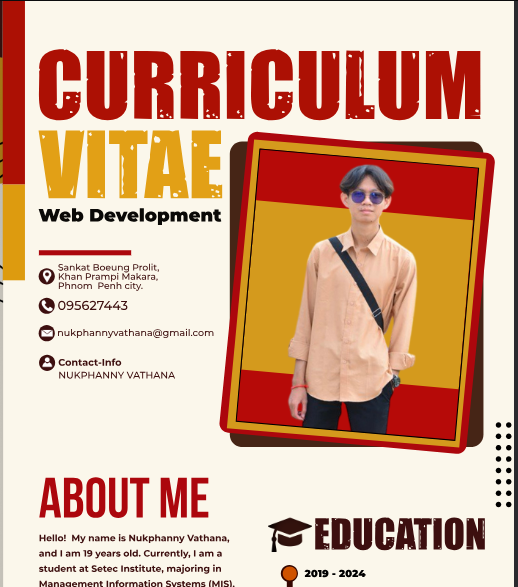 CURRICULUM
VITAE
Web Development
Sankat Boeung Prolit,
Khan Prampi Makara,
Phnom Penh city.
095627443
nukphannyvathana@gmail.com
Contact-Info
NUKPHANNY VATHANA
ABOUT ME
Hello! My name is Nukphanny Vathana,
and I am 19 years old. Currently, I am a
student at Setec Institute, majoring in
Management Information Systems (MIS).
EDUCATION
2019 - 2024